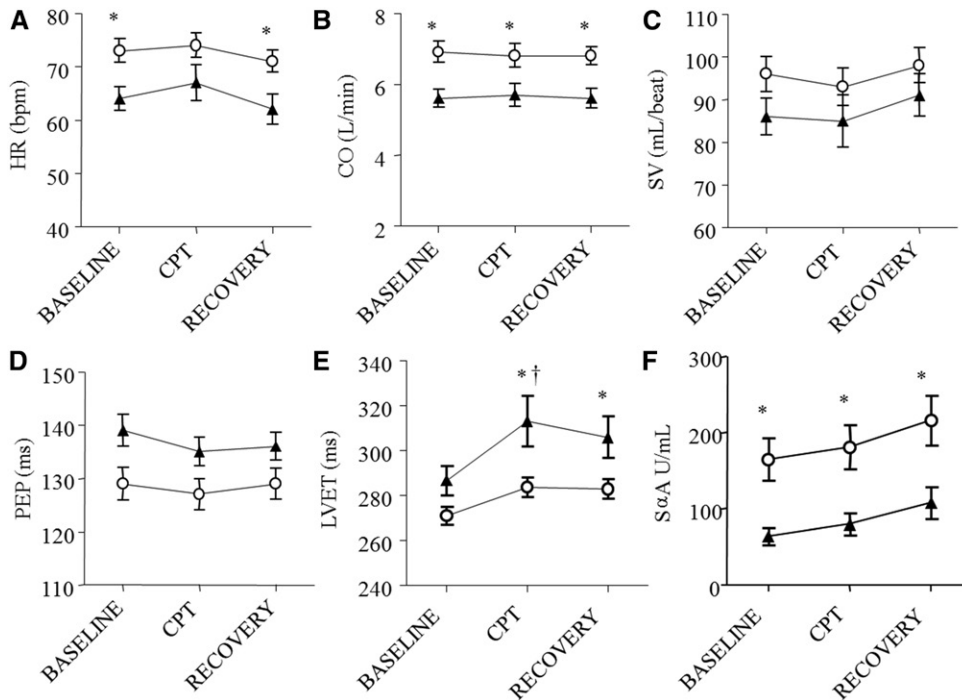 A
HR (bpm)
80
70
60
50
40
*
*
BASELINE
CPT
RECOVERY
B
CO (L/min)
8
6
4
2
*
*
*
BASELINE
CPT
RECOVERY
C
SV (mL/beat)
110
100
90
80
70
60
BASELINE
CPT
RECOVERY
D
PEP (ms)
150
140
130
120
110
BASELINE
CPT
RECOVERY
E
LVET (ms)
340
320
300
280
260
240
* †
*
BASELINE
CPT
RECOVERY
F
SαA U/mL
300
200
100
0
*
*
*
BASELINE
CPT
RECOVERY